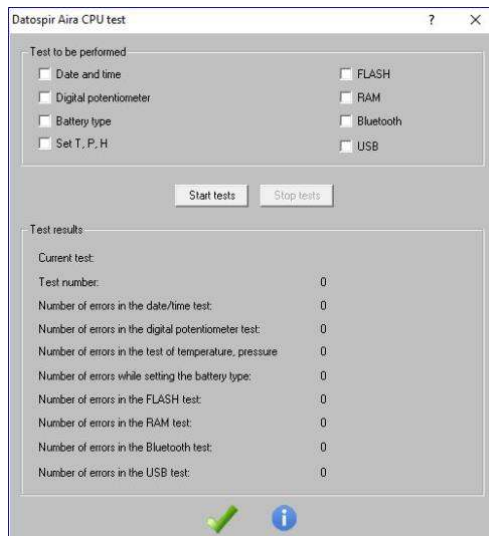 Datospir Aira CPU test ? ×
Test to be performed
Date and time FLASH
Digital potentiometer RAM
Battery type Bluetooth
Set T, P, H USB
Start tests Stop tests
Test results
Current test:
Test number: 0
Number of errors in the date/time test: 0
Number of errors in the digital potentiometer test: 0
Number of errors in the test of temperature, pressure 0
Number of errors while setting the battery type: 0
Number of errors in the FLASH test: 0
Number of errors in the RAM test: 0
Number of errors in the Bluetooth test: 0
Number of errors in the USB test: 0